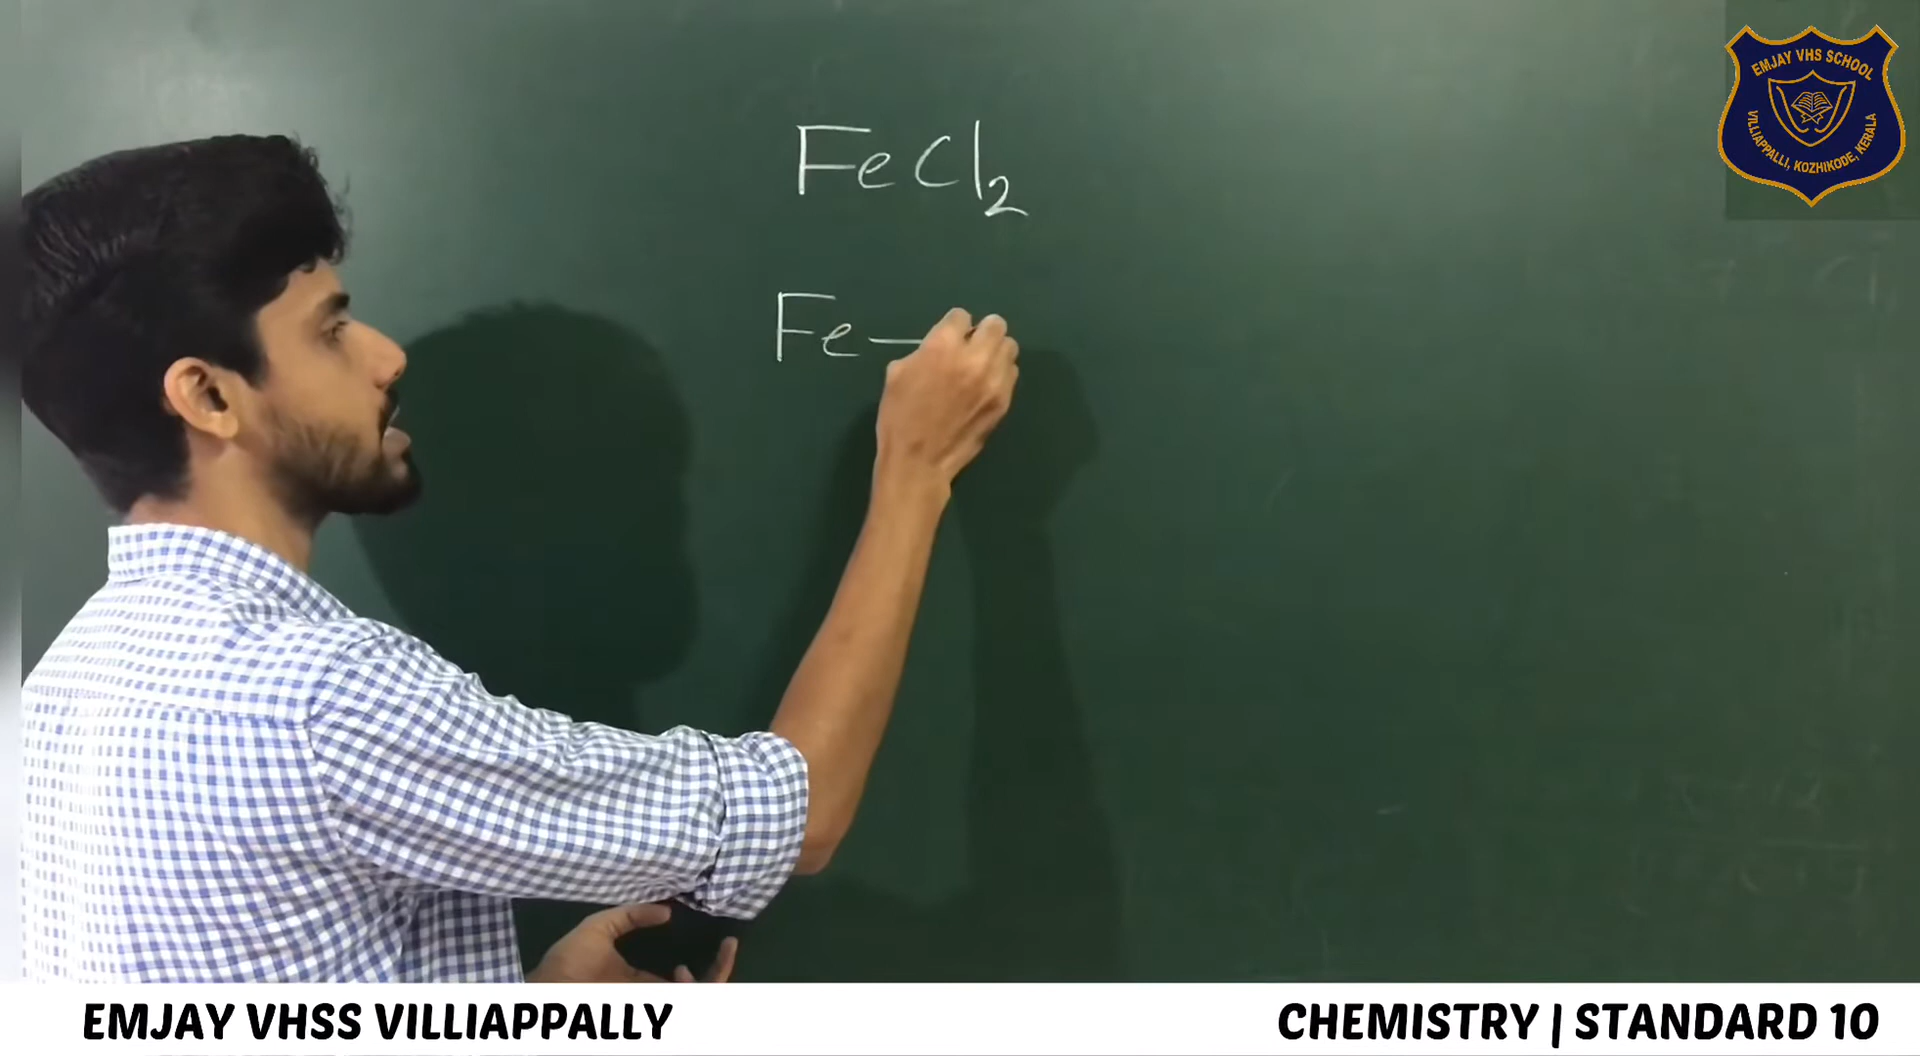 FeCl₂
Fe —
EMJAY VHS SCHOOL
VILLIAPPALLI, KOZHIKODE, KERALA
EMJAY VHSS VILLIAPPALLY
CHEMISTRY | STANDARD 10